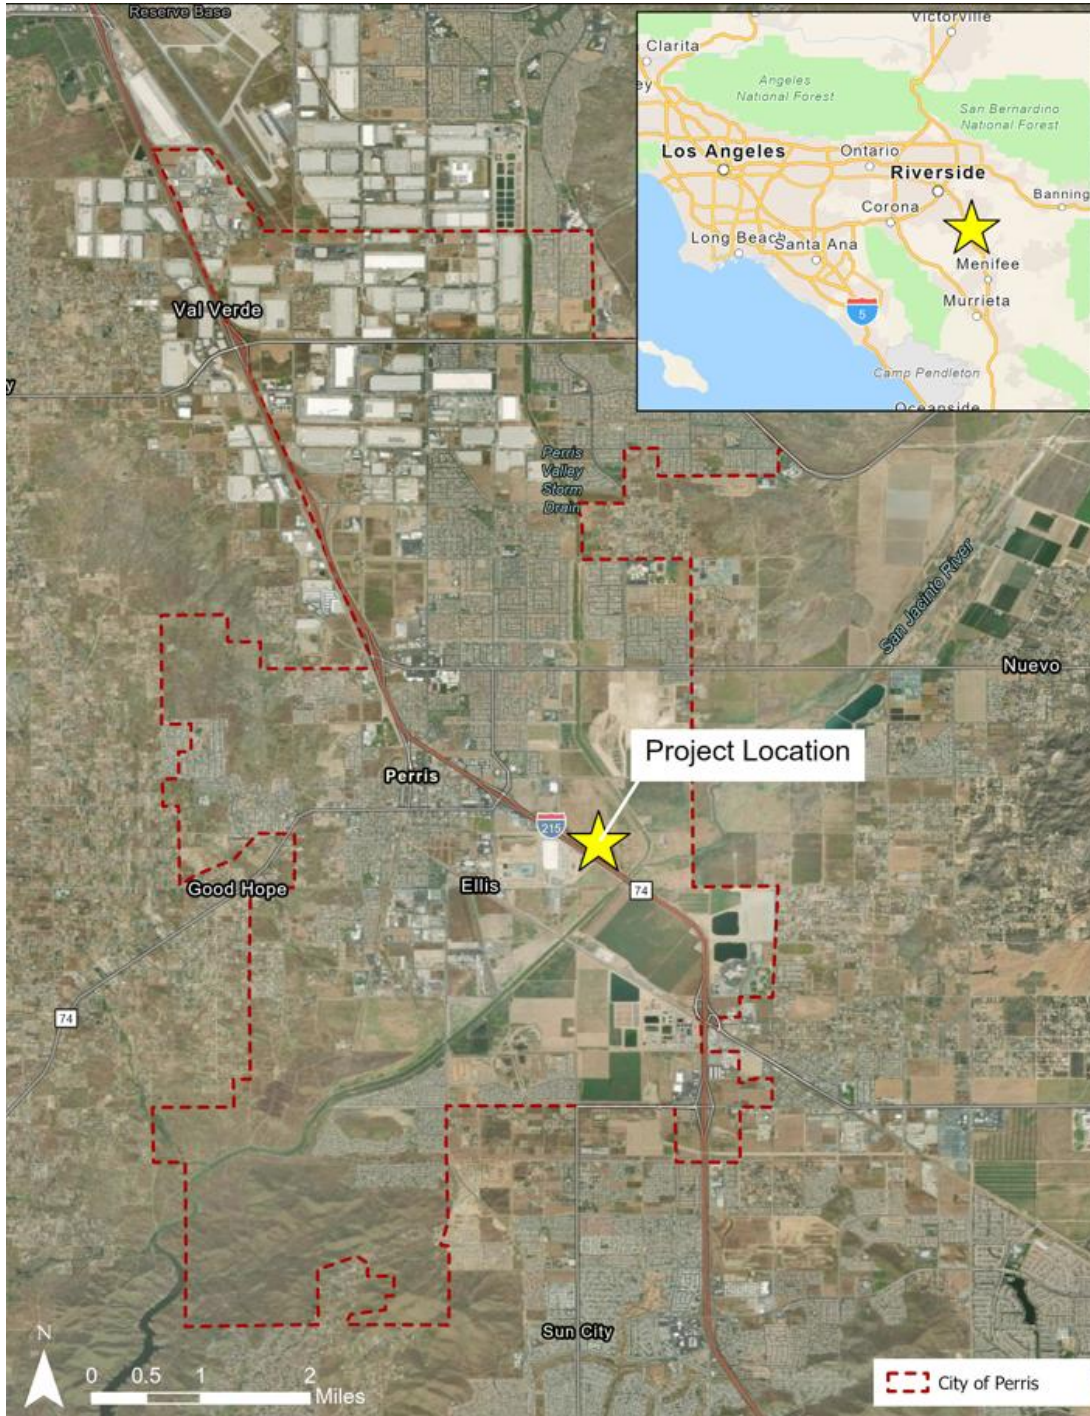 Reserve Base
Victorville
Clarita
ey
Angeles
National Forest
San Bernardino
National Forest
Los Angeles
Ontario
Riverside
Banning
Corona
Long Beach
Santa Ana
Menifee
Murrieta
5
Camp Pendleton
Oceanside
Val Verde
y
Perris
Valley
Storm
Drain
San Jacinto River
Nuevo
Project Location
Perris
215
Ellis
74
Good Hope
74
Sun City
N
0 0.5 1 2
Miles
City of Perris